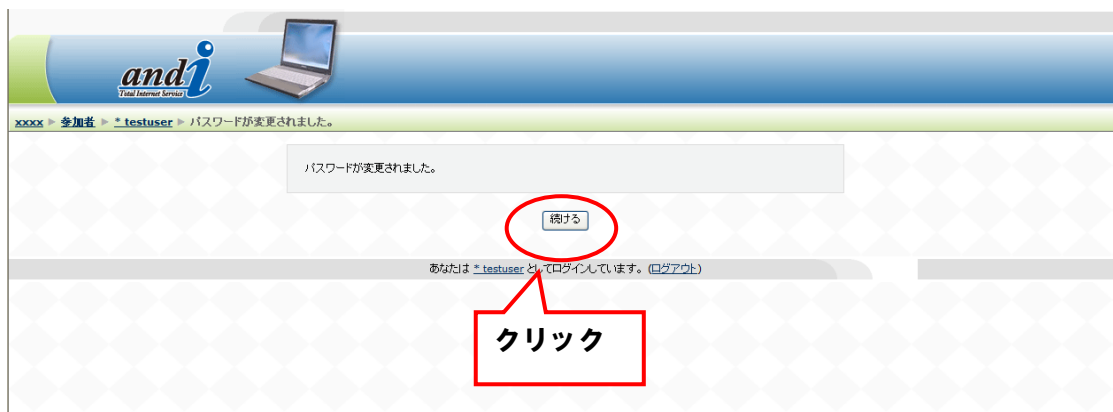 andi
Total Internet Service
xxxx ▶ 参加者 ▶ * testuser ▶ パスワードが変更されました。
パスワードが変更されました。
続ける
あなたは * testuser としてログインしています。(ログアウト)
クリック